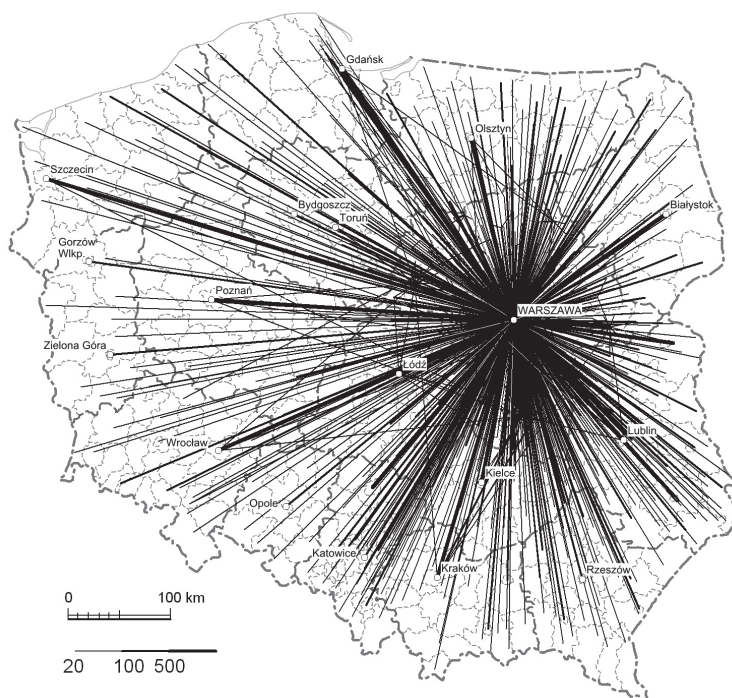 Gdańsk
Olsztyn
Szczecin
Białystok
Bydgoszcz
Toruń
Gorzów
Wlkp.
Poznań
WARSZAWA
Zielona Góra
Łódź
Wrocław
Lublin
Kielce
Opole
Katowice
Kraków
Rzeszów
0 100 km
20 100 500